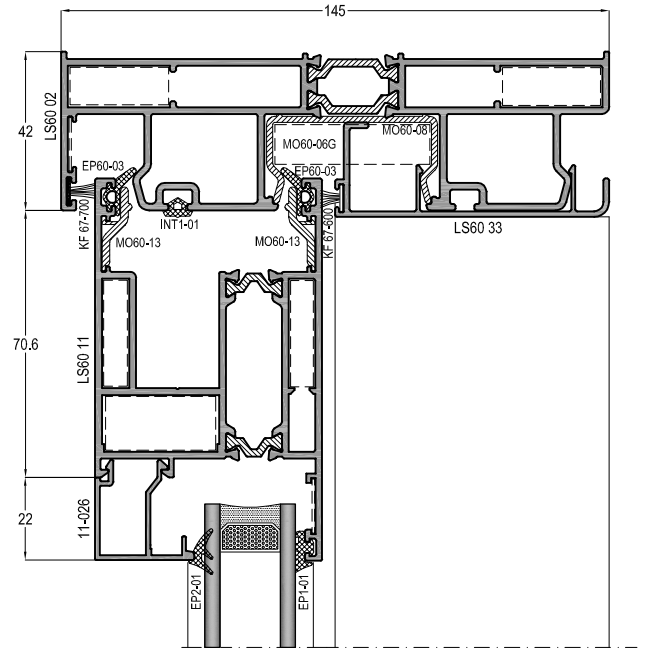 145
42
LS60 02
MO60-08
MO60-06G
EP60-03
EP60-03
KF 67-700
INT1-01
KF 67-600
LS60 33
MO60-13
MO60-13
70.6
LS60 11
22
11-026
EP2-01
EP1-01